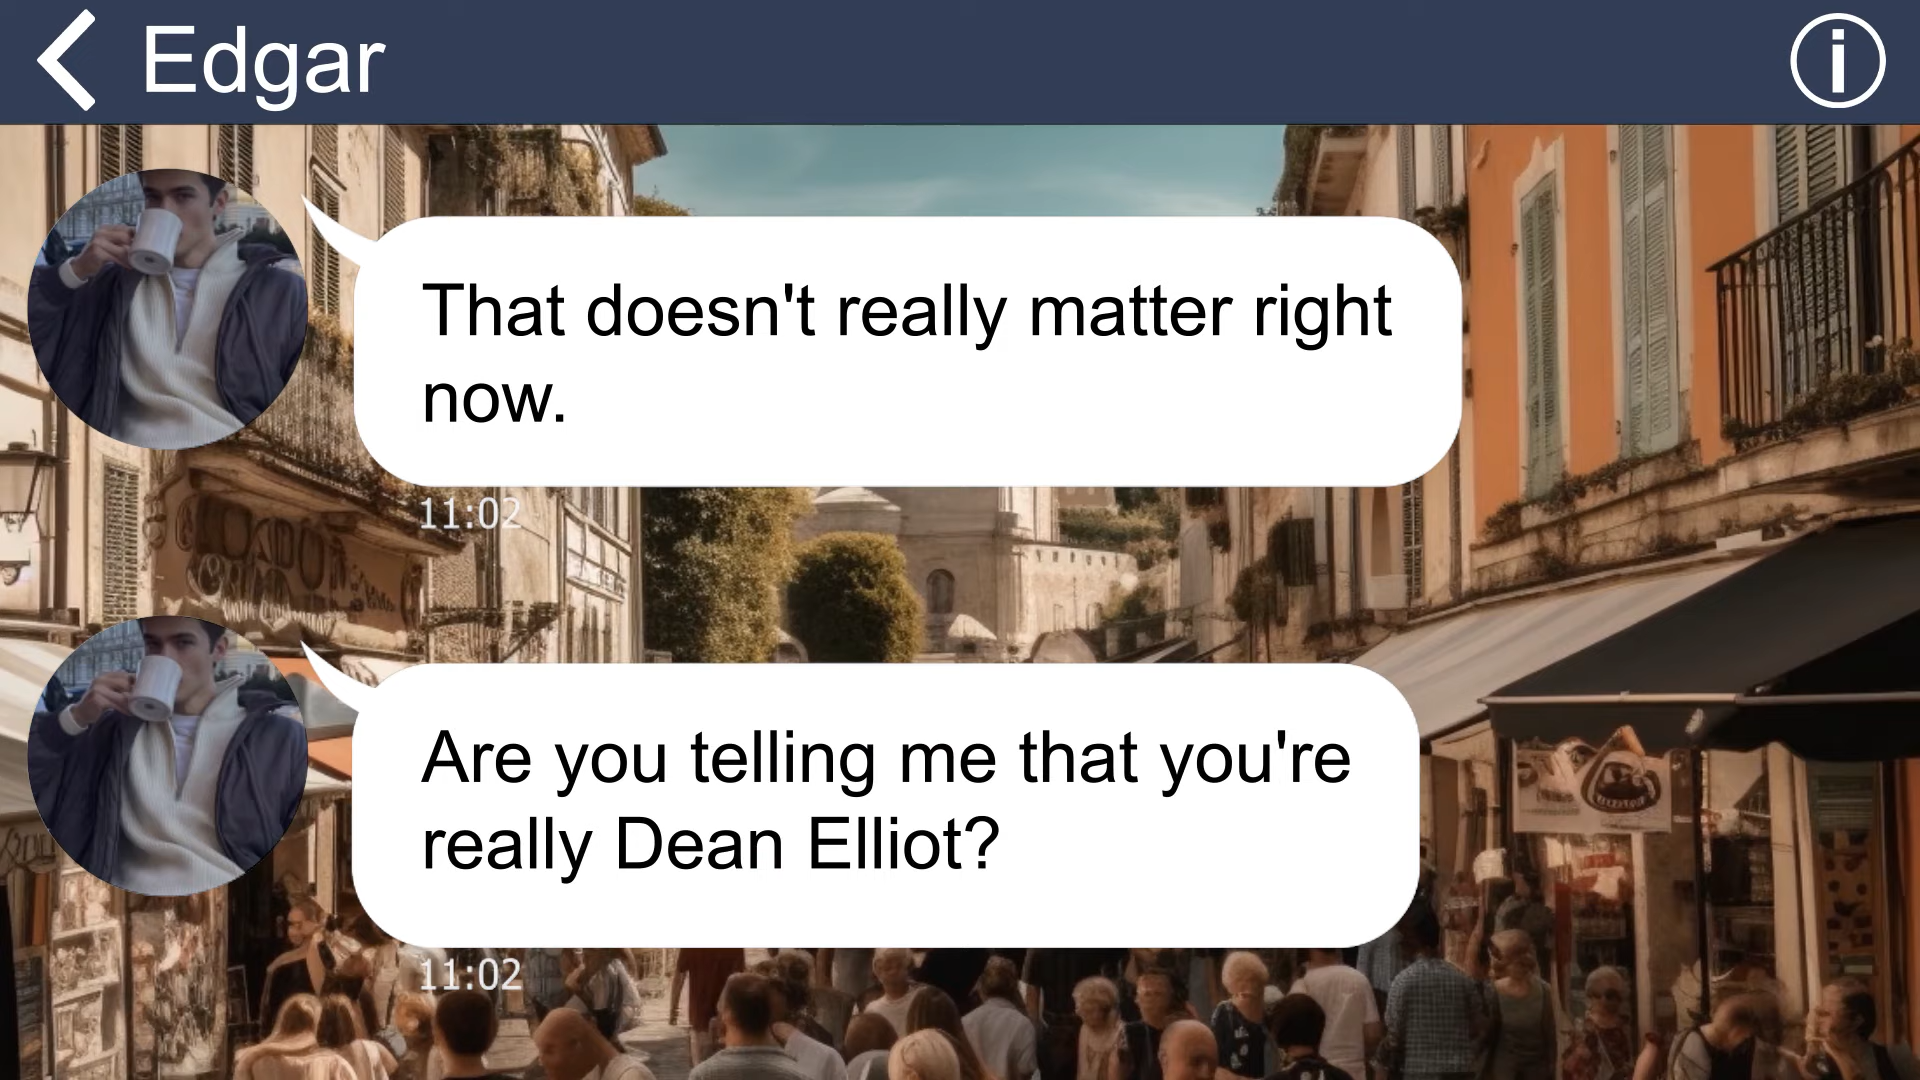 Edgar
That doesn't really matter right
now.
11:02
Are you telling me that you're
really Dean Elliot?
11:02